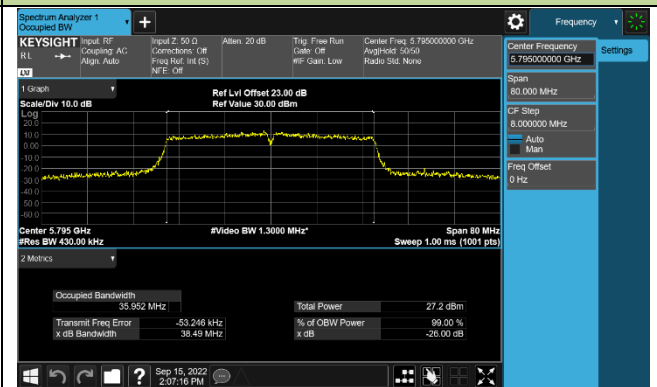 Spectrum Analyzer 1
Occupied BW
Frequency
KEYSIGHT
RL
LXI
Input: RF
Coupling: AC
Align: Auto
Input Z: 50 Ω
Corrections: Off
Freq Ref: Int (S)
NFE: Off
Atten: 20 dB
Trig: Free Run
Gate: Off
#IF Gain: Low
Center Freq: 5.795000000 GHz
Avg|Hold: 50/50
Radio Std: None
Center Frequency
5.795000000 GHz
Settings
Span
80.000 MHz
CF Step
8.000000 MHz
Auto
Man
Freq Offset
0 Hz
1 Graph
Scale/Div 10.0 dB
Ref Lvl Offset 23.00 dB
Ref Value 30.00 dBm
Log
20.0
10.0
0.00
-10.0
-20.0
-30.0
-40.0
-50.0
-60.0
Center 5.795 GHz
#Video BW 1.3000 MHz*
Span 80 MHz
#Res BW 430.00 kHz
Sweep 1.00 ms (1001 pts)
2 Metrics
Occupied Bandwidth
35.952 MHz
Total Power 27.2 dBm
Transmit Freq Error -53.246 kHz
% of OBW Power 99.00 %
x dB Bandwidth 38.49 MHz
x dB -26.00 dB
?
Sep 15, 2022
2:07:16 PM